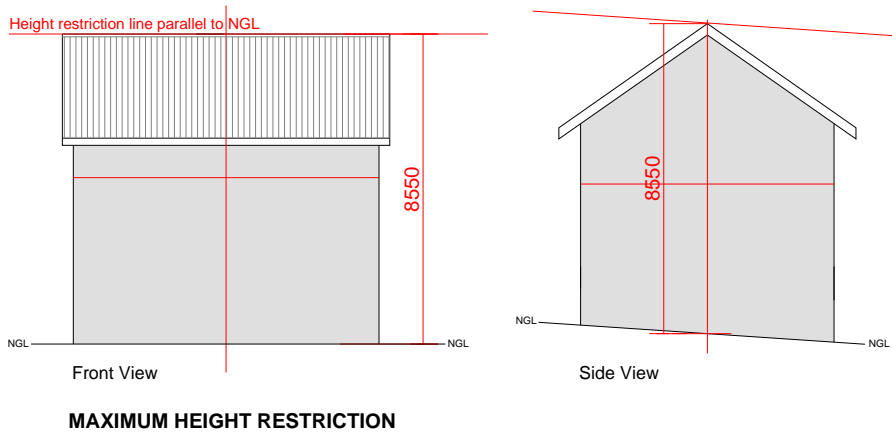 Height restriction line parallel to NGL
8550
8550
NGL
NGL
NGL
NGL
Front View
Side View
MAXIMUM HEIGHT RESTRICTION